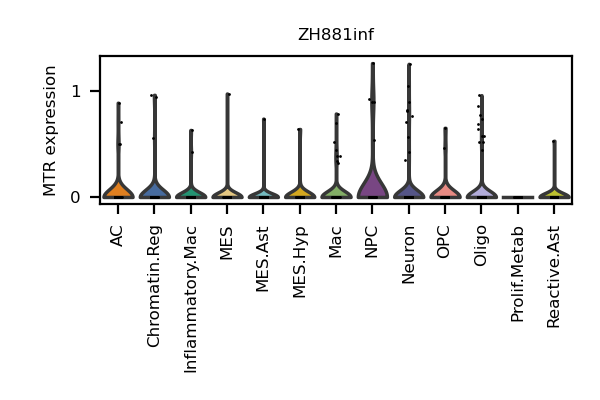 ZH881inf
MTR expression
1
0
AC
Chromatin.Reg
Inflammatory.Mac
MES
MES.Ast
MES.Hyp
Mac
NPC
Neuron
OPC
Oligo
Prolif.Metab
Reactive.Ast